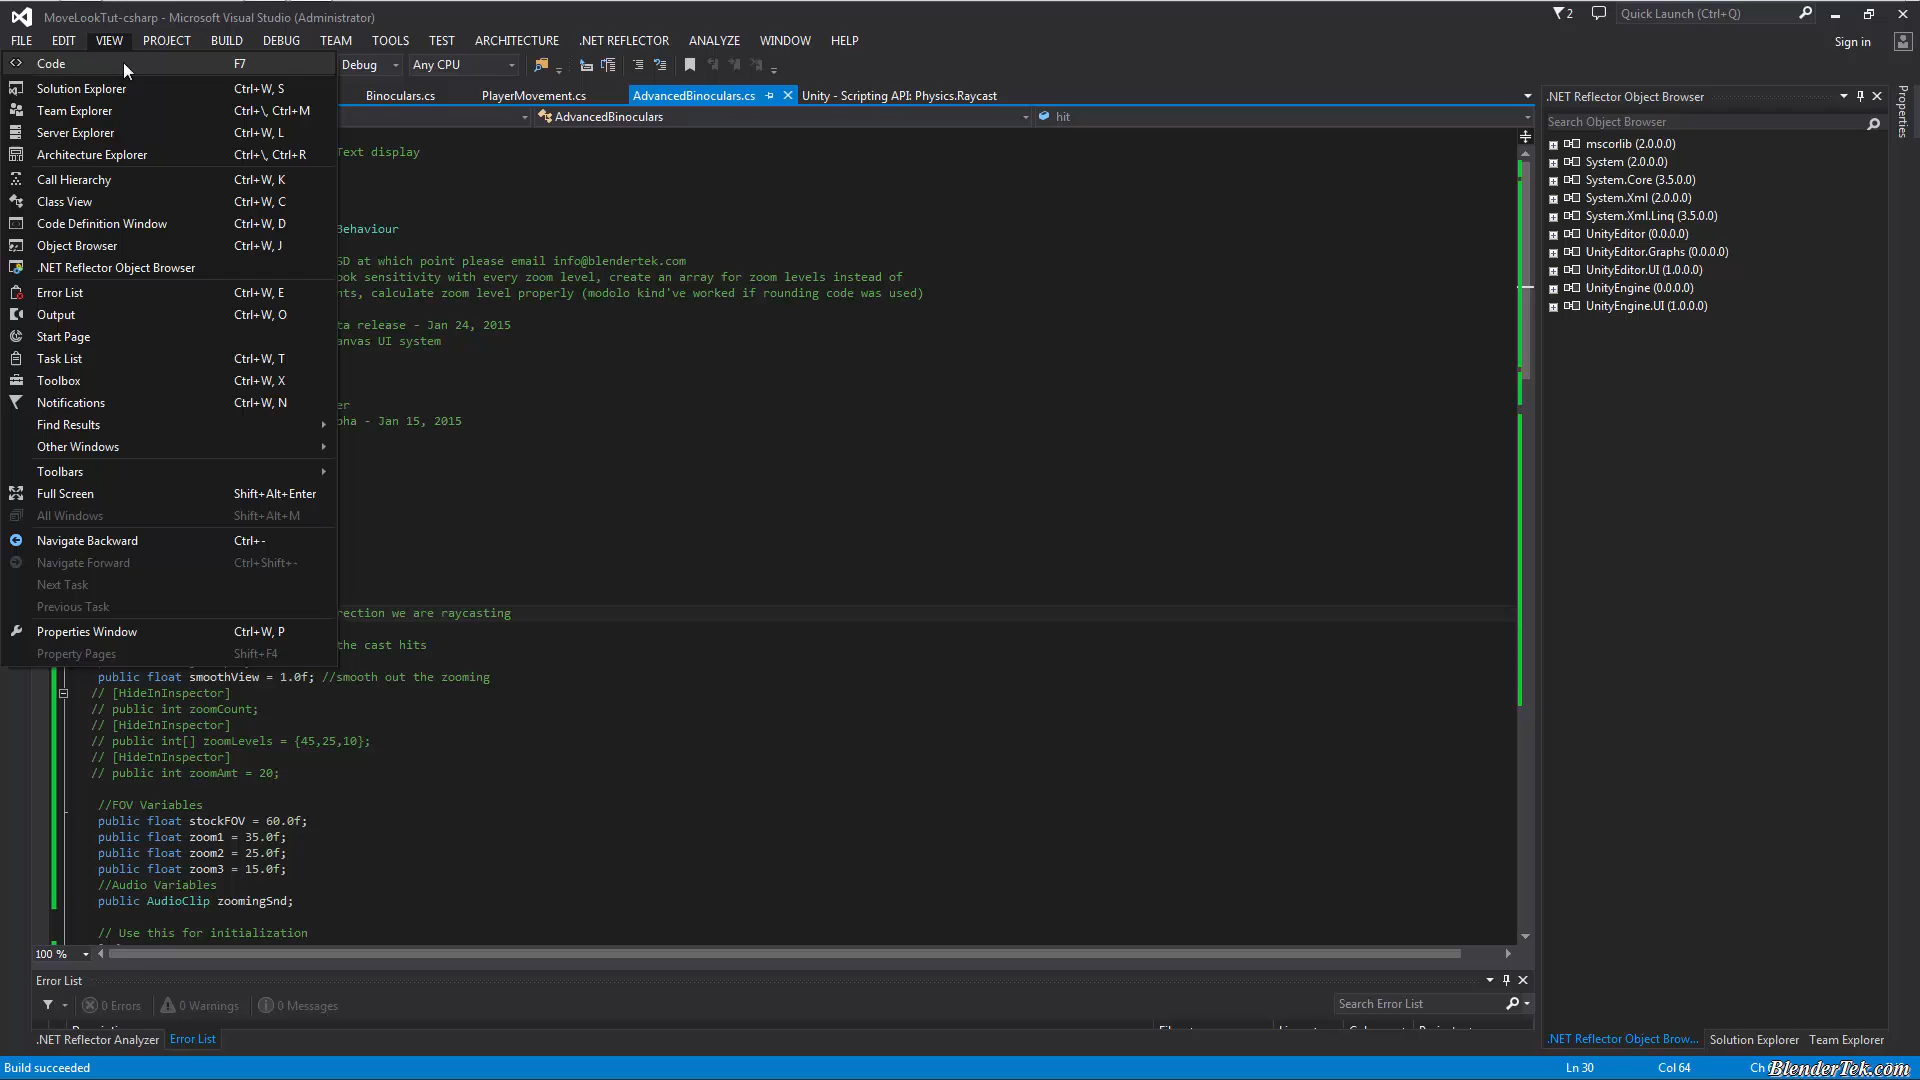 MoveLookTut-csharp - Microsoft Visual Studio (Administrator)
2
Quick Launch (Ctrl+Q)
FILE EDIT VIEW PROJECT BUILD DEBUG TEAM TOOLS TEST ARCHITECTURE .NET REFLECTOR ANALYZE WINDOW HELP
Sign in
Code F7
Debug
Any CPU
Solution Explorer Ctrl+W, S
Team Explorer Ctrl+\, Ctrl+M
Server Explorer Ctrl+W, L
Architecture Explorer Ctrl+\, Ctrl+R
Call Hierarchy Ctrl+W, K
Class View Ctrl+W, C
Code Definition Window Ctrl+W, D
Object Browser Ctrl+W, J
.NET Reflector Object Browser
Error List Ctrl+W, E
Output Ctrl+W, O
Start Page
Task List Ctrl+W, T
Toolbox Ctrl+W, X
Notifications Ctrl+W, N
Find Results
Other Windows
Toolbars
Full Screen Shift+Alt+Enter
All Windows Shift+Alt+M
Navigate Backward Ctrl+-
Navigate Forward Ctrl+Shift+-
Next Task
Previous Task
Properties Window Ctrl+W, P
Property Pages Shift+F4
Binoculars.cs PlayerMovement.cs AdvancedBinoculars.cs Unity - Scripting API: Physics.Raycast
AdvancedBinoculars hit
Text display
Behaviour
SD at which point please email info@blendertek.com
ook sensitivity with every zoom level, create an array for zoom levels instead of
nts, calculate zoom level properly (modolo kind've worked if rounding code was used)
ta release - Jan 24, 2015
anvas UI system
er
pha - Jan 15, 2015
rection we are raycasting
the cast hits
public float smoothView = 1.0f; //smooth out the zooming
// [HideInInspector]
// public int zoomCount;
// [HideInInspector]
// public int[] zoomLevels = {45,25,10};
// [HideInInspector]
// public int zoomAmt = 20;
//FOV Variables
public float stockFOV = 60.0f;
public float zoom1 = 35.0f;
public float zoom2 = 25.0f;
public float zoom3 = 15.0f;
//Audio Variables
public AudioClip zoomingSnd;
// Use this for initialization
100 %
Error List
0 Errors 0 Warnings 0 Messages
Search Error List
.NET Reflector Analyzer Error List
.NET Reflector Object Browser
Search Object Browser
mscorlib (2.0.0.0)
System (2.0.0.0)
System.Core (3.5.0.0)
System.Xml (2.0.0.0)
System.Xml.Linq (3.5.0.0)
UnityEditor (0.0.0.0)
UnityEditor.Graphs (0.0.0.0)
UnityEditor.UI (1.0.0.0)
UnityEngine (0.0.0.0)
UnityEngine.UI (1.0.0.0)
Properties
.NET Reflector Object Brow... Solution Explorer Team Explorer
Build succeeded
Ln 30 Col 64
BlenderTek.com